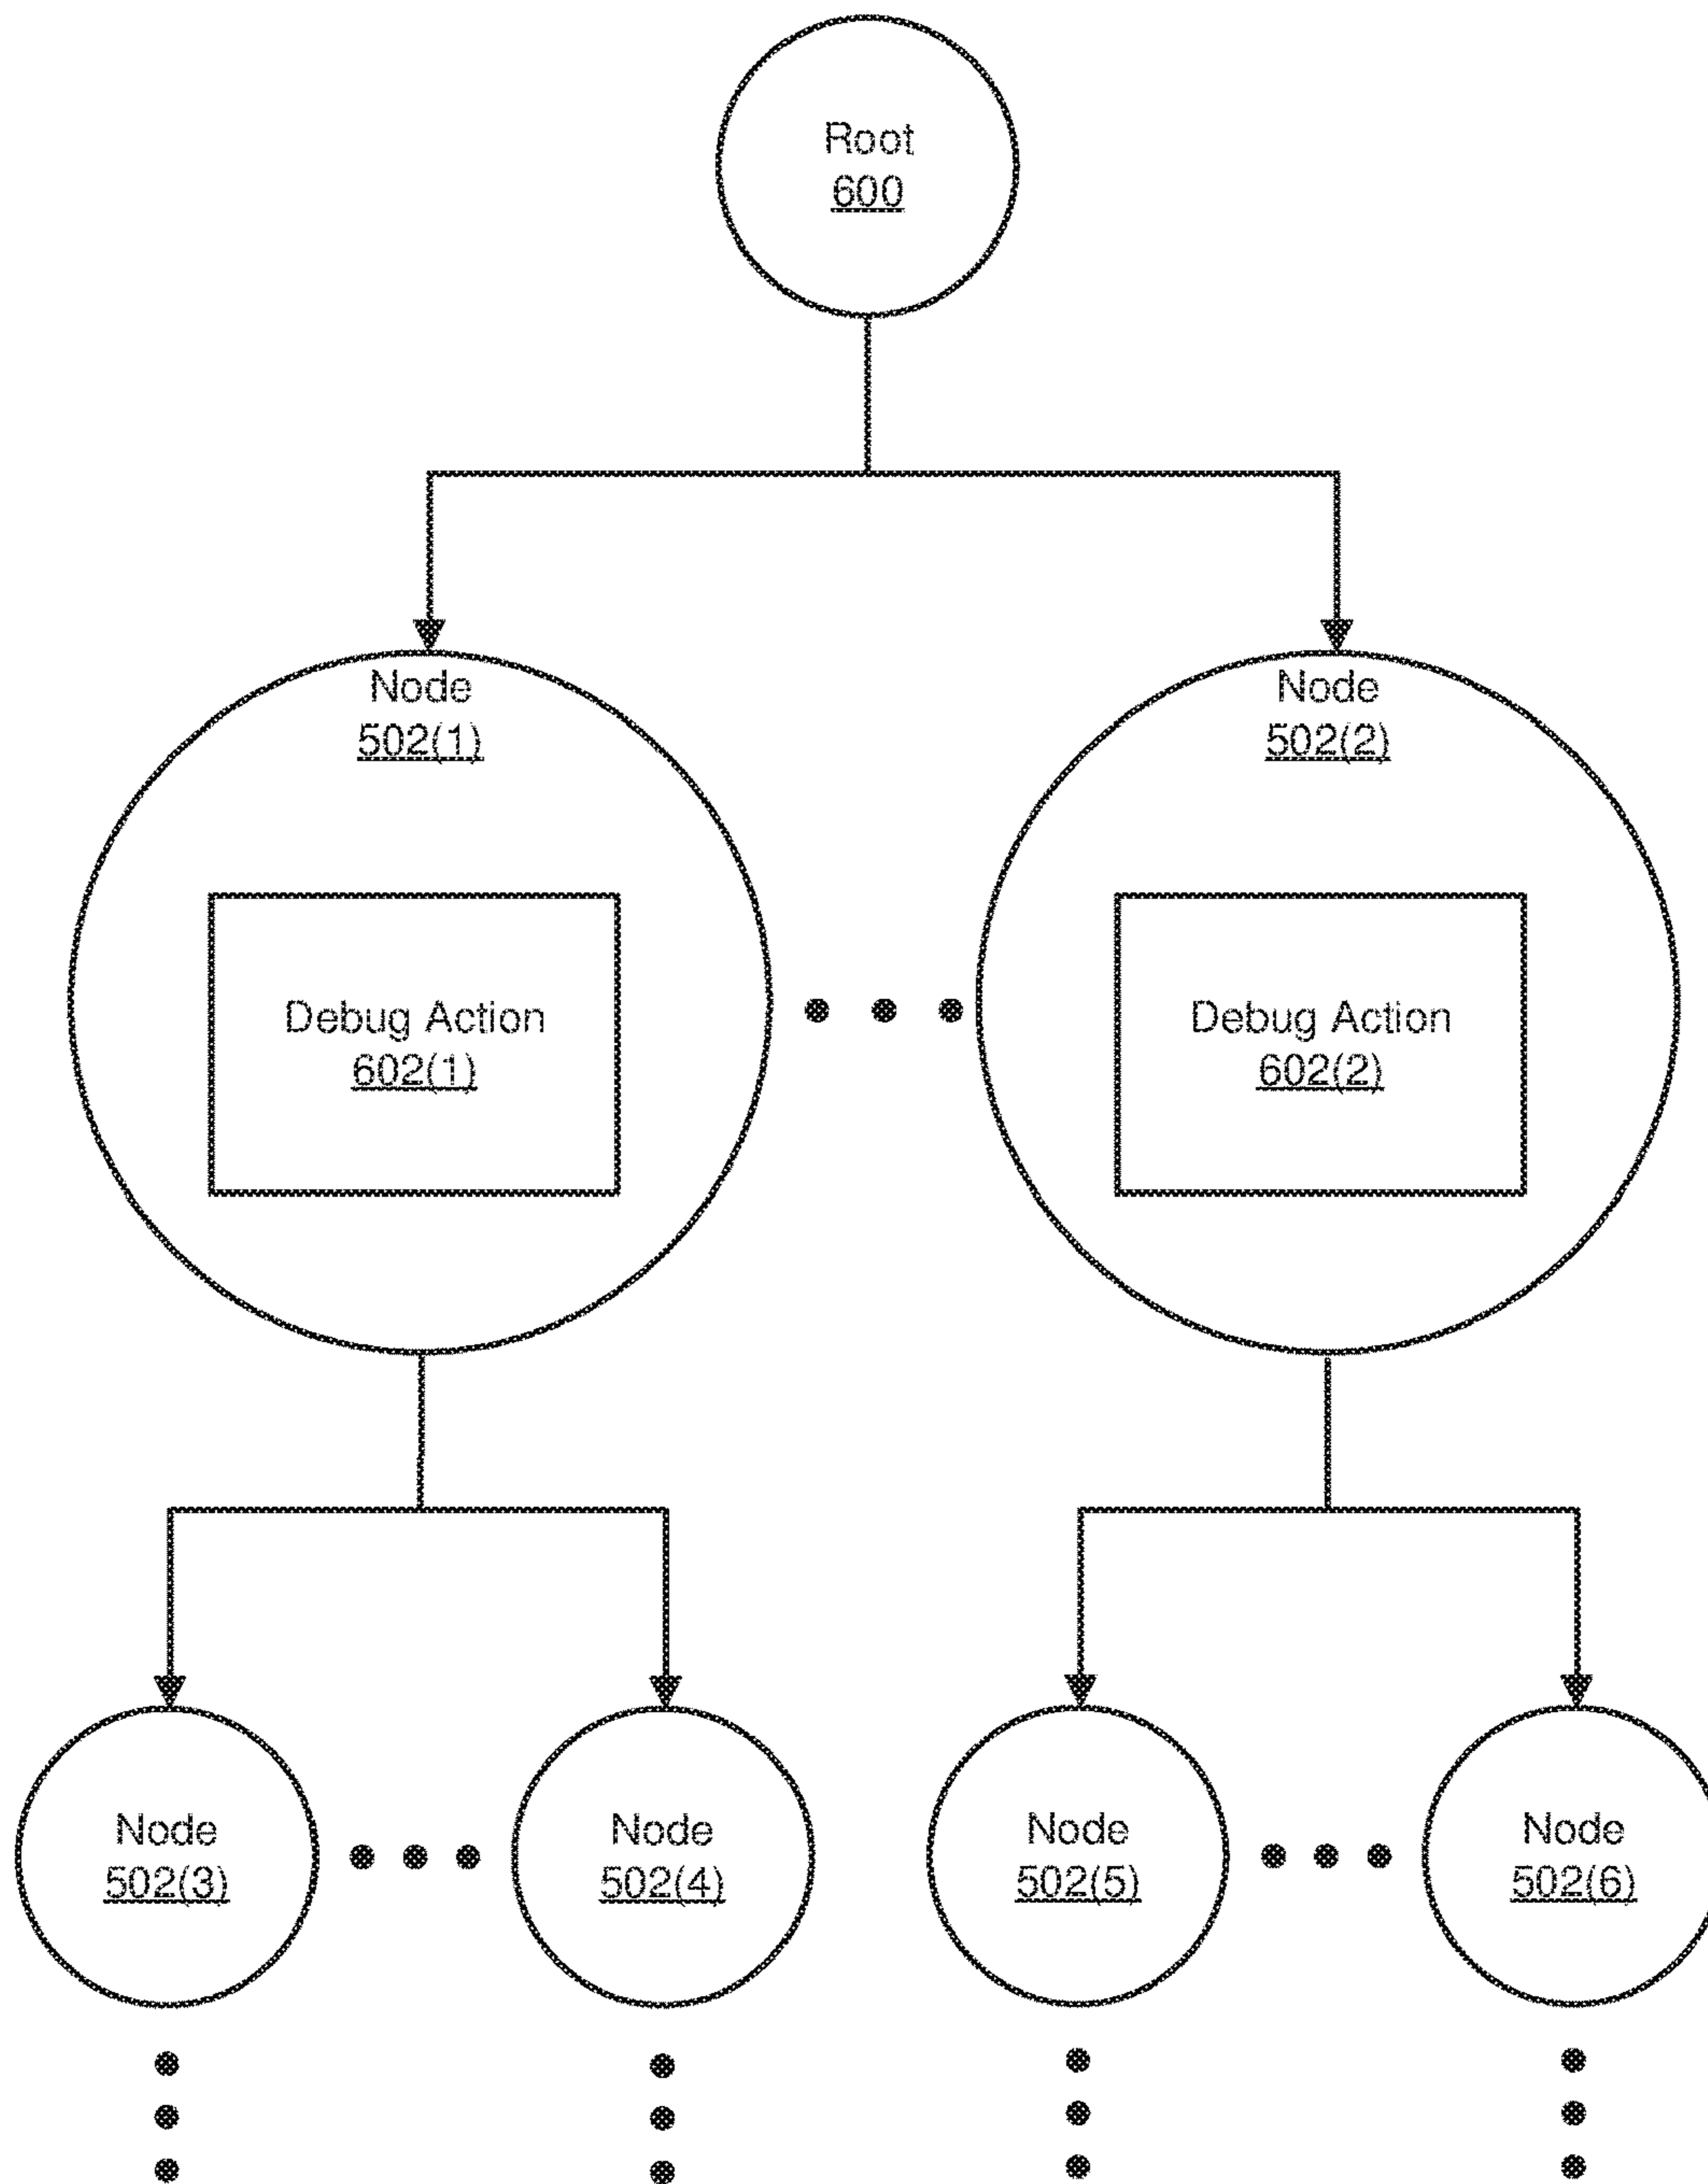 Root
600
Node
502(1)
Node
502(2)
Debug Action
602(1)
Debug Action
602(2)
Node
502(3)
Node
502(4)
Node
502(5)
Node
502(6)